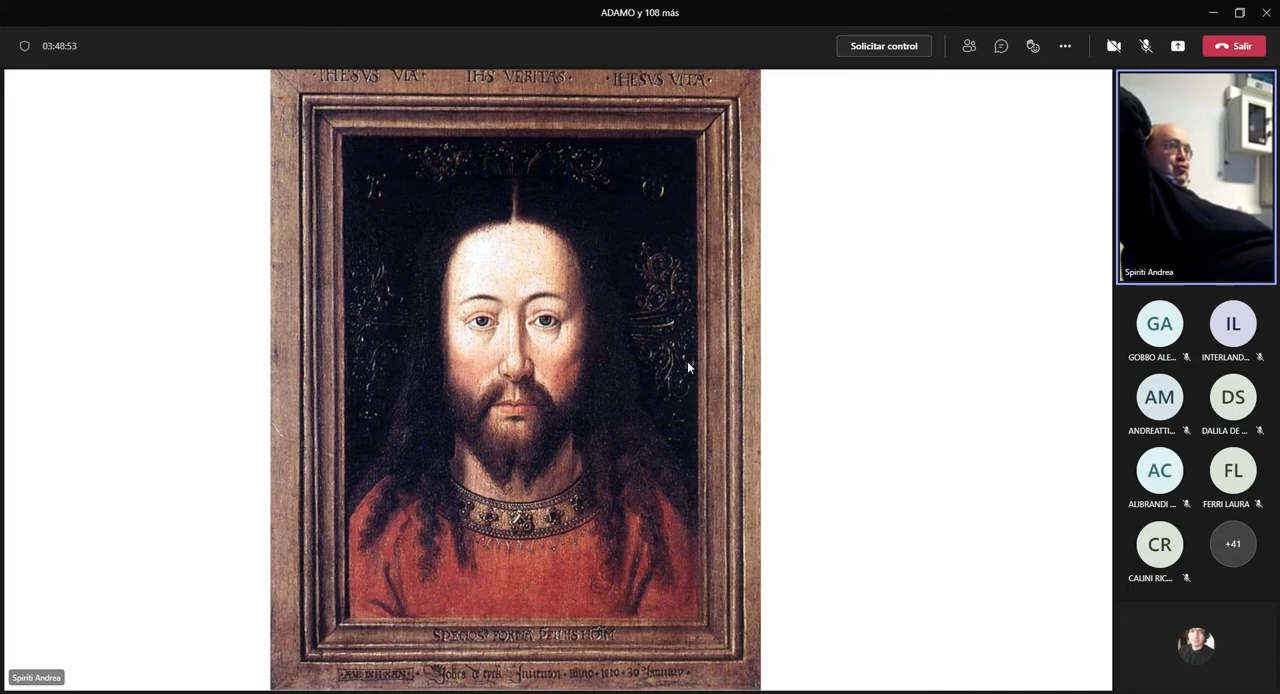 ADAMO y 108 más
03:48:53
Solicitar control
Salir
·IHESVS VIA· IHS VERITAS· ·IHESVS VITA·
Spiriti Andrea
GA
IL
GOBBO ALE...
INTERLAND...
AM
DS
ANDREATTI...
DALILA DE ...
AC
FL
ALIBRANDI ...
FERRI LAURA
CR
+41
CALINI RIC...
Spiriti Andrea